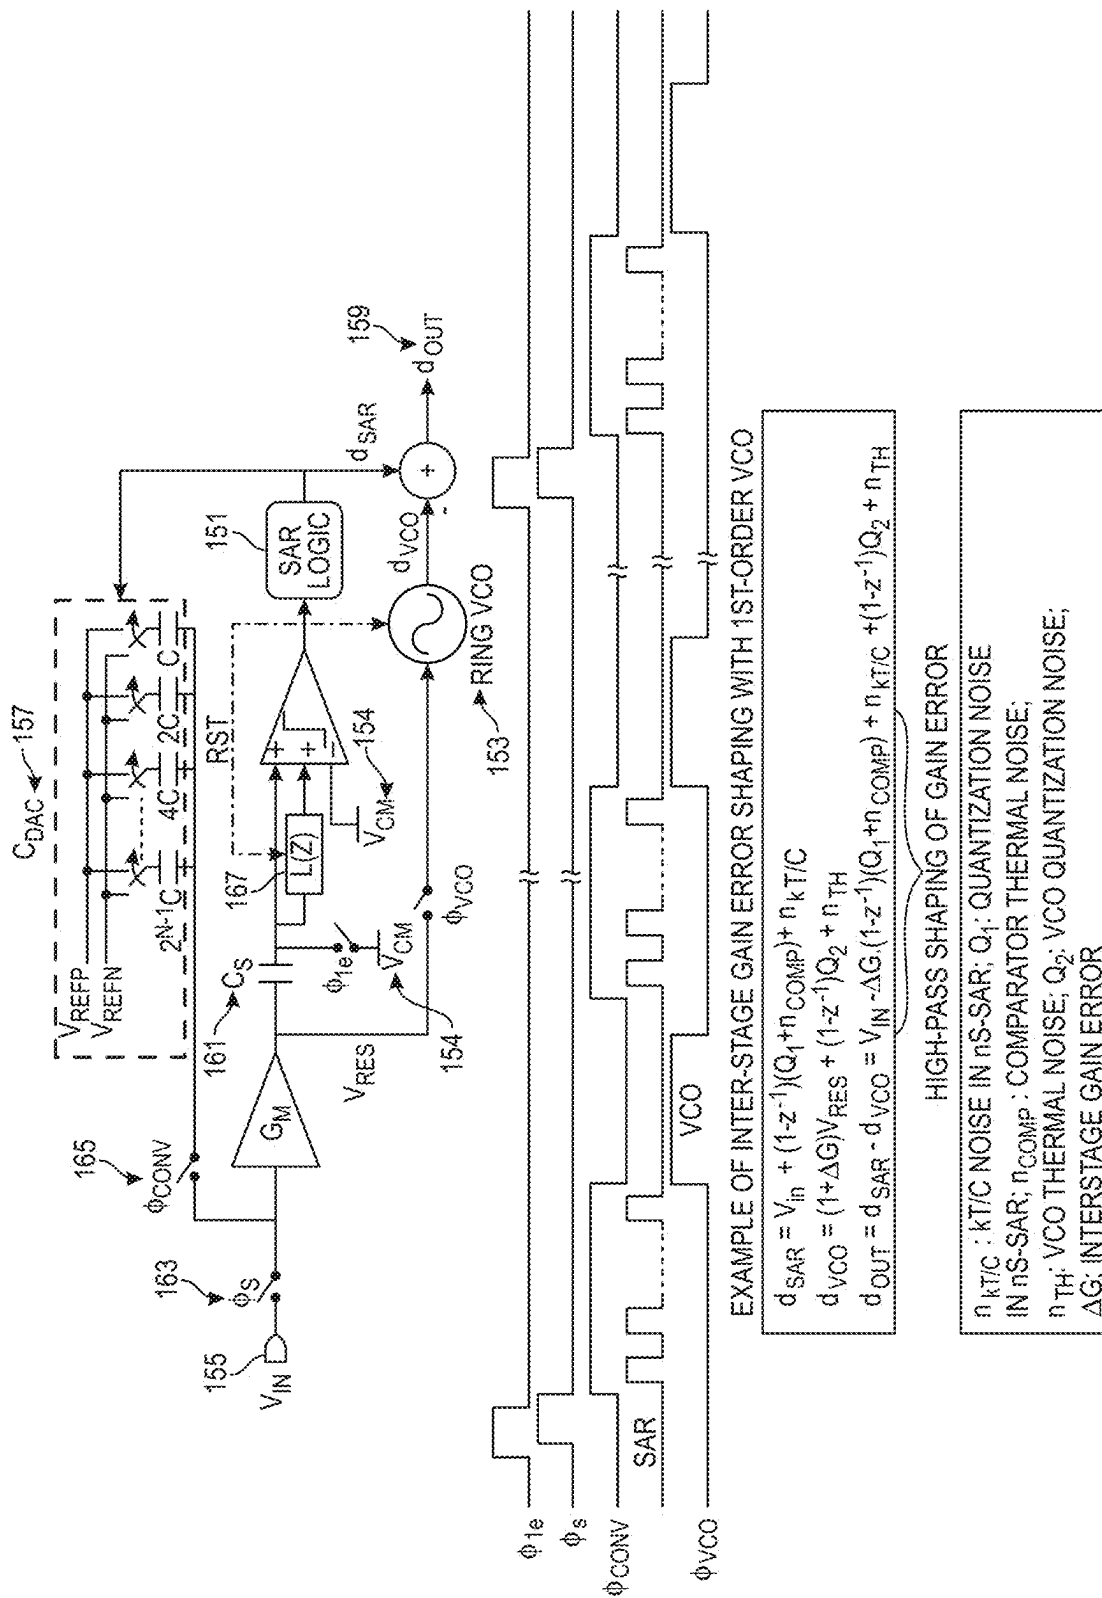 C_DAC 157
V_REFP
V_REFN
2^N-1C
4C
2C
C
165
ϕ_CONV
163
ϕ_S
155
V_IN
G_M
161
C_S
ϕ_1e
V_CM
154
V_RES
167
L(Z)
RST
V_CM
154
151
SAR
LOGIC
d_SAR
159
d_OUT
d_VCO
+
-
ϕ_VCO
153
RING VCO
ϕ_1e
ϕ_s
ϕ_CONV
SAR
ϕ_VCO
VCO
EXAMPLE OF INTER-STAGE GAIN ERROR SHAPING WITH 1ST-ORDER VCO
d_SAR = V_in + (1-z^-1)(Q_1+n_COMP)+ n_kT/C
d_VCO = (1+ΔG)V_RES + (1-z^-1)Q_2 + n_TH
d_OUT = d_SAR - d_VCO = V_IN -ΔG.(1-z^-1)(Q_1+n_COMP) + n_kT/C +(1-z^-1)Q_2 + n_TH
HIGH-PASS SHAPING OF GAIN ERROR
n_kT/C : kT/C NOISE IN nS-SAR; Q_1: QUANTIZATION NOISE
IN nS-SAR; n_COMP : COMPARATOR THERMAL NOISE;
n_TH: VCO THERMAL NOISE; Q_2: VCO QUANTIZATION NOISE;
ΔG: INTERSTAGE GAIN ERROR